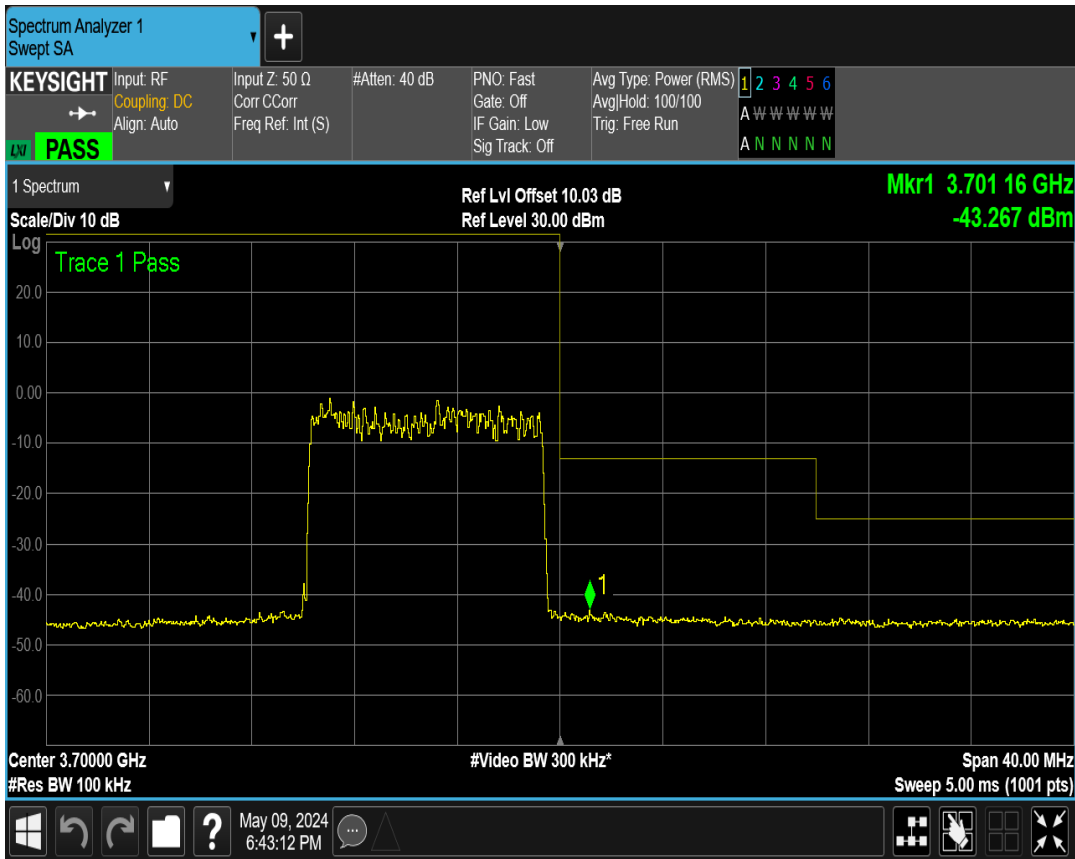 Spectrum Analyzer 1
Swept SA
+
KEYSIGHT
LXI PASS
Input: RF
Coupling: DC
Align: Auto
Input Z: 50 Ω
Corr CCorr
Freq Ref: Int (S)
#Atten: 40 dB
PNO: Fast
Gate: Off
IF Gain: Low
Sig Track: Off
Avg Type: Power (RMS)
Avg|Hold: 100/100
Trig: Free Run
1 2 3 4 5 6
A W W W W W
A N N N N N
1 Spectrum
Scale/Div 10 dB
Ref Lvl Offset 10.03 dB
Ref Level 30.00 dBm
Mkr1 3.701 16 GHz
-43.267 dBm
Log
Trace 1 Pass
20.0
10.0
0.00
-10.0
-20.0
-30.0
-40.0
-50.0
-60.0
1
Center 3.70000 GHz
#Res BW 100 kHz
#Video BW 300 kHz*
Span 40.00 MHz
Sweep 5.00 ms (1001 pts)
?
May 09, 2024
6:43:12 PM